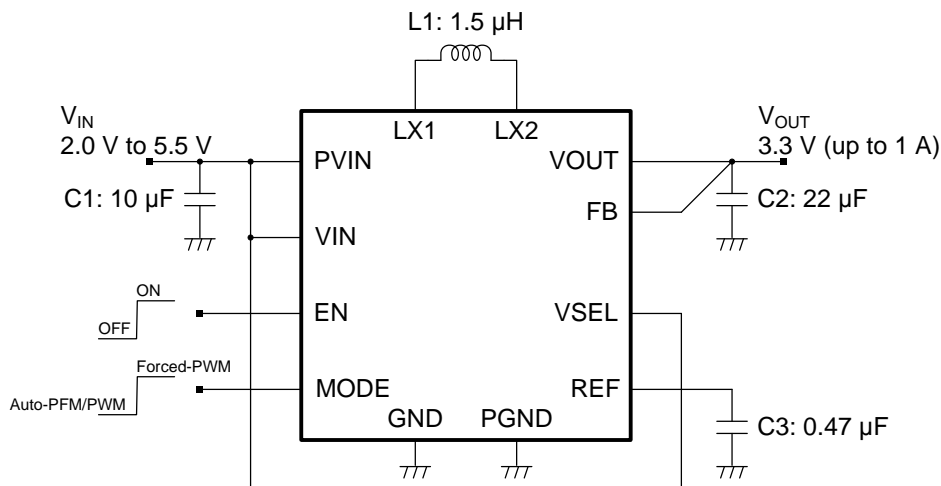 L1: 1.5 µH
LX1 LX2
VIN
2.0 V to 5.5 V
VOUT
3.3 V (up to 1 A)
PVIN
VOUT
C1: 10 µF
C2: 22 µF
FB
VIN
ON
OFF
EN
VSEL
Forced-PWM
Auto-PFM/PWM
MODE
REF
GND PGND
C3: 0.47 µF